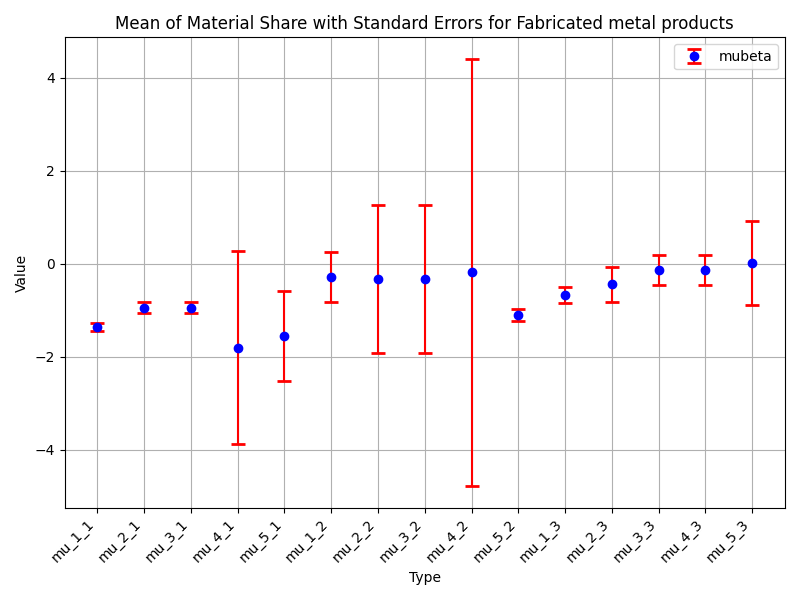 Mean of Material Share with Standard Errors for Fabricated metal products
mubeta
Value
4
2
0
−2
−4
mu_1_1
mu_2_1
mu_3_1
mu_4_1
mu_5_1
mu_1_2
mu_2_2
mu_3_2
mu_4_2
mu_5_2
mu_1_3
mu_2_3
mu_3_3
mu_4_3
mu_5_3
Type